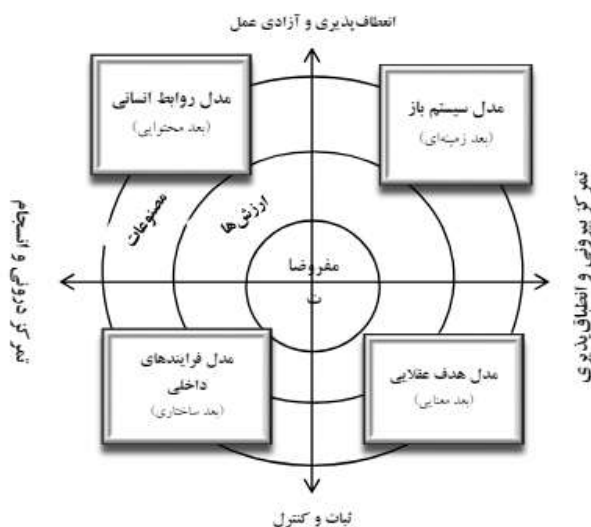 انعطاف‌پذیری و آزادی عمل
مدل سیستم باز
(بعد زمینه‌ای)
مدل روابط انسانی
(بعد محتوایی)
تمرکز بیرونی و انطباق‌پذیری
ارزش‌ها
مصنوعات
تمرکز درونی و انسجام
مفروضا
ت
مدل هدف عقلایی
(بعد معنایی)
مدل فرایندهای
داخلی
(بعد ساختاری)
ثبات و کنترل